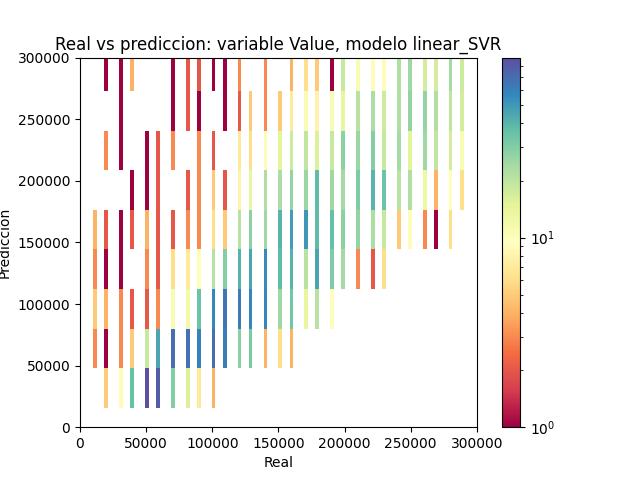 Real vs prediccion: variable Value, modelo linear_SVR
300000
250000
200000
150000
100000
50000
0
Prediccion
0 50000 100000 150000 200000 250000 300000
Real
10^1
10^0